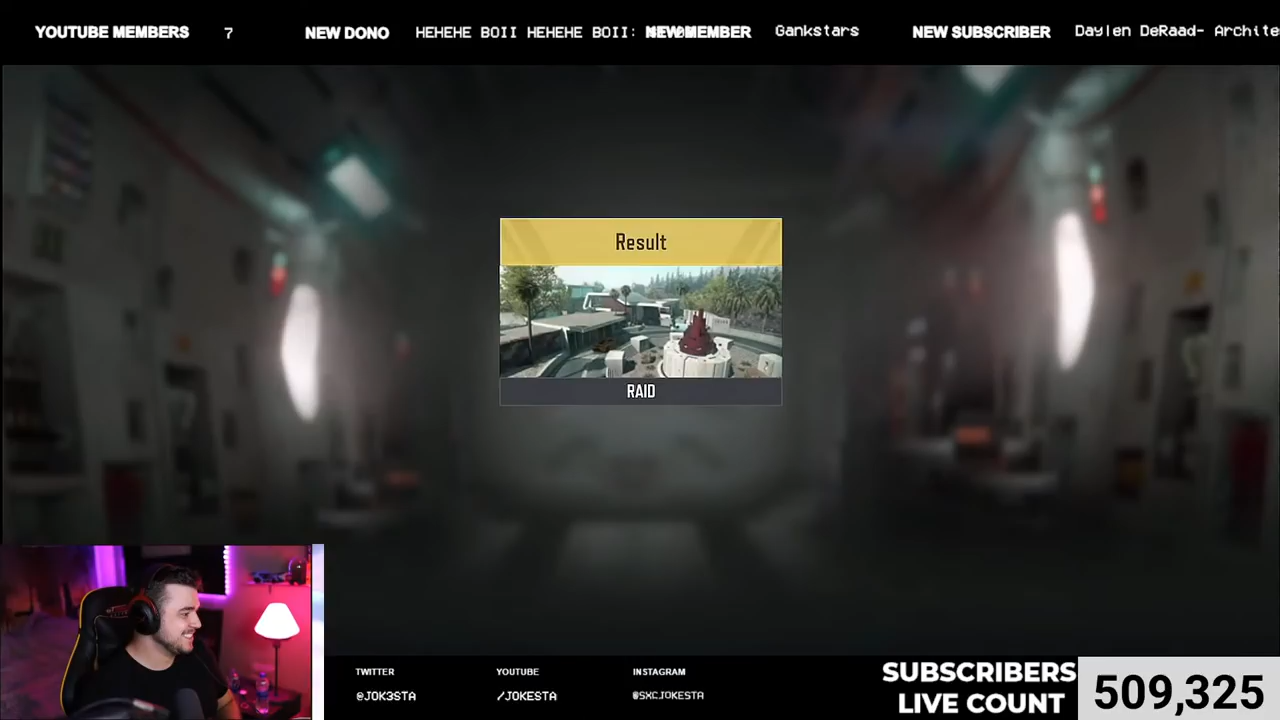 YOUTUBE MEMBERS 7 NEW DONO HEHEHE BOII HEHEHE BOII: NEW MEMBER Gankstars NEW SUBSCRIBER Daylen DeRaad- Archite
Result
RAID
TWITTER YOUTUBE INSTAGRAM
@JOK3STA /JOKESTA @SXCJOKESTA
SUBSCRIBERS
LIVE COUNT
509,325